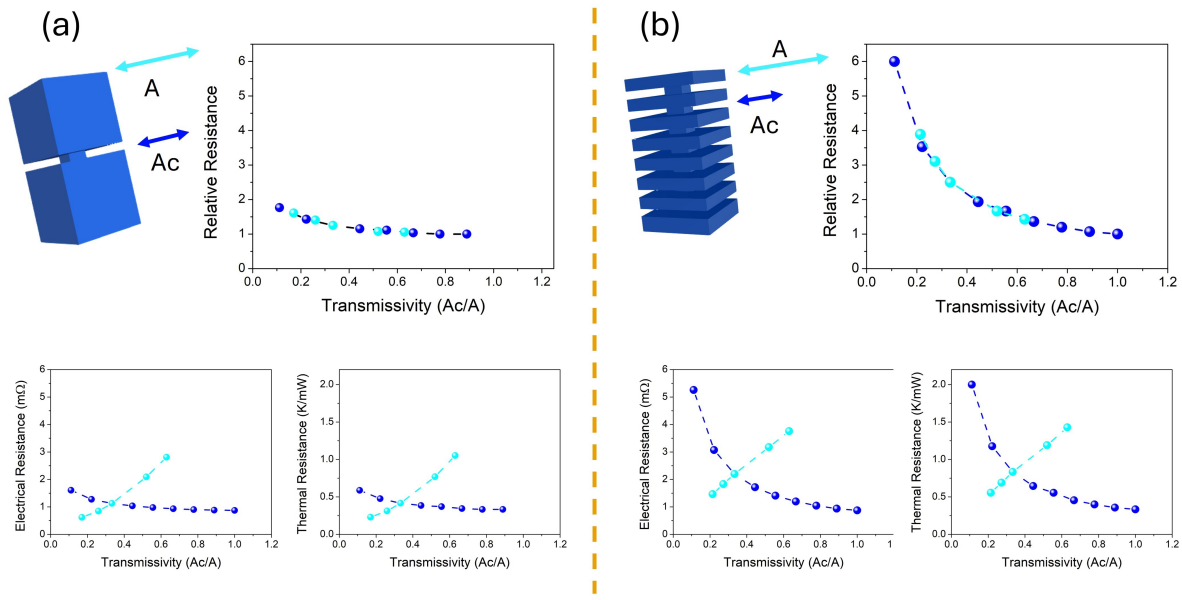 (a)
A
Ac
Relative Resistance
6
5
4
3
2
1
0
0.0 0.2 0.4 0.6 0.8 1.0 1.2
Transmissivity (Ac/A)
Electrical Resistance (mΩ)
6
5
4
3
2
1
0
0.0 0.2 0.4 0.6 0.8 1.0 1.2
Transmissivity (Ac/A)
Thermal Resistance (K/mW)
2.0
1.5
1.0
0.5
0.0
0.0 0.2 0.4 0.6 0.8 1.0 1.2
Transmissivity (Ac/A)
(b)
A
Ac
Relative Resistance
6
5
4
3
2
1
0
0.0 0.2 0.4 0.6 0.8 1.0 1.2
Transmissivity (Ac/A)
Electrical Resistance (mΩ)
6
5
4
3
2
1
0
0.0 0.2 0.4 0.6 0.8 1.0
Transmissivity (Ac/A)
Thermal Resistance (K/mW)
2.0
1.5
1.0
0.5
0.0
0.0 0.2 0.4 0.6 0.8 1.0 1.2
Transmissivity (Ac/A)